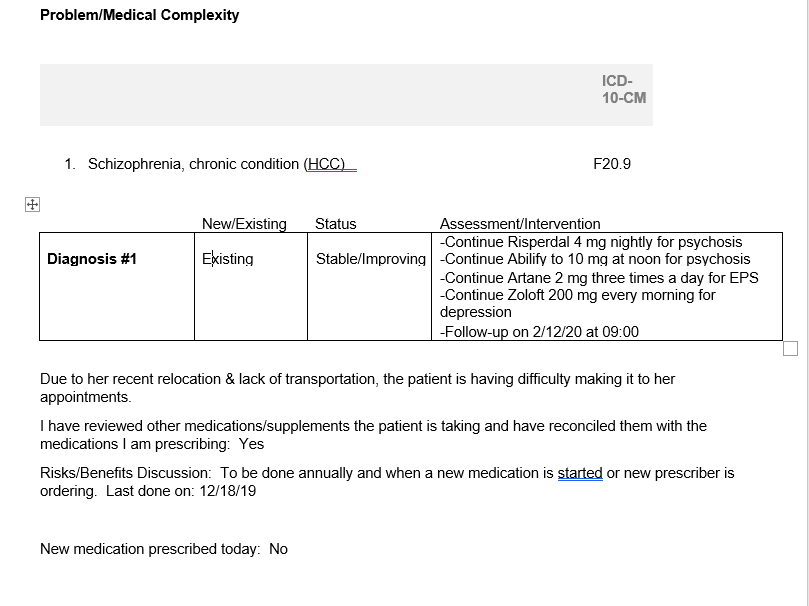 Problem/Medical Complexity
ICD-
10-CM
1. Schizophrenia, chronic condition (HCC)
F20.9
New/Existing Status Assessment/Intervention
Diagnosis #1 Existing Stable/Improving
-Continue Risperdal 4 mg nightly for psychosis
-Continue Abilify to 10 mg at noon for psychosis
-Continue Artane 2 mg three times a day for EPS
-Continue Zoloft 200 mg every morning for
depression
-Follow-up on 2/12/20 at 09:00
Due to her recent relocation & lack of transportation, the patient is having difficulty making it to her
appointments.
I have reviewed other medications/supplements the patient is taking and have reconciled them with the
medications I am prescribing: Yes
Risks/Benefits Discussion: To be done annually and when a new medication is started or new prescriber is
ordering. Last done on: 12/18/19
New medication prescribed today: No